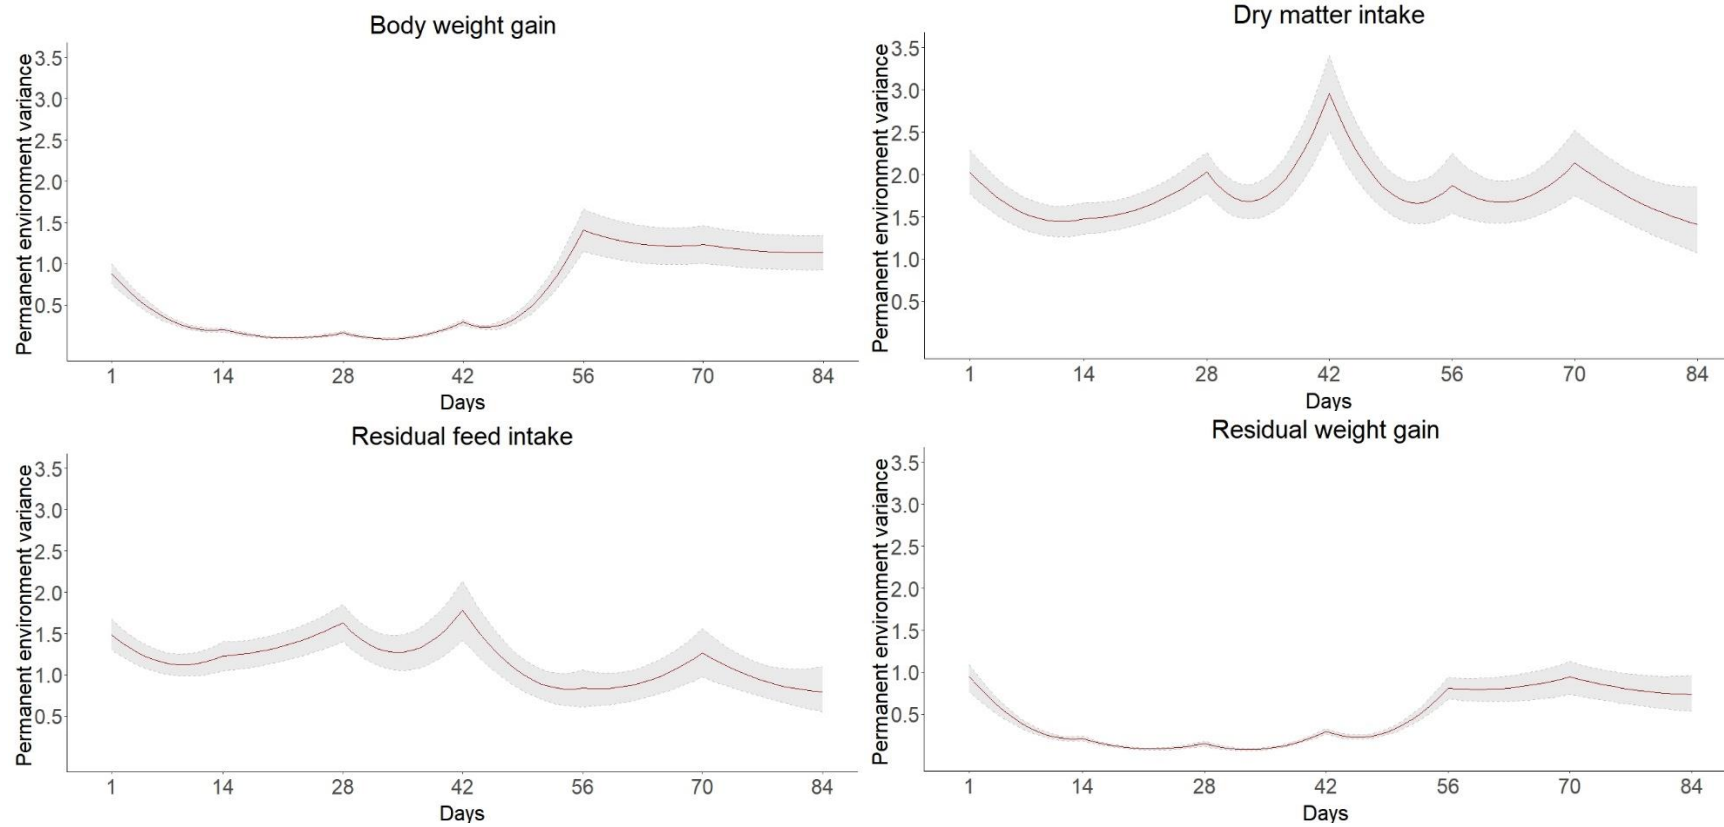 Body weight gain
Permanent environment variance
3.5
3.0
2.5
2.0
1.5
1.0
0.5
1 14 28 42 56 70 84
Days
Dry matter intake
Permanent environment variance
3.5
3.0
2.5
2.0
1.5
1.0
0.5
1 14 28 42 56 70 84
Days
Residual feed intake
Permanent environment variance
3.5
3.0
2.5
2.0
1.5
1.0
0.5
1 14 28 42 56 70 84
Days
Residual weight gain
Permanent environment variance
3.5
3.0
2.5
2.0
1.5
1.0
0.5
1 14 28 42 56 70 84
Days